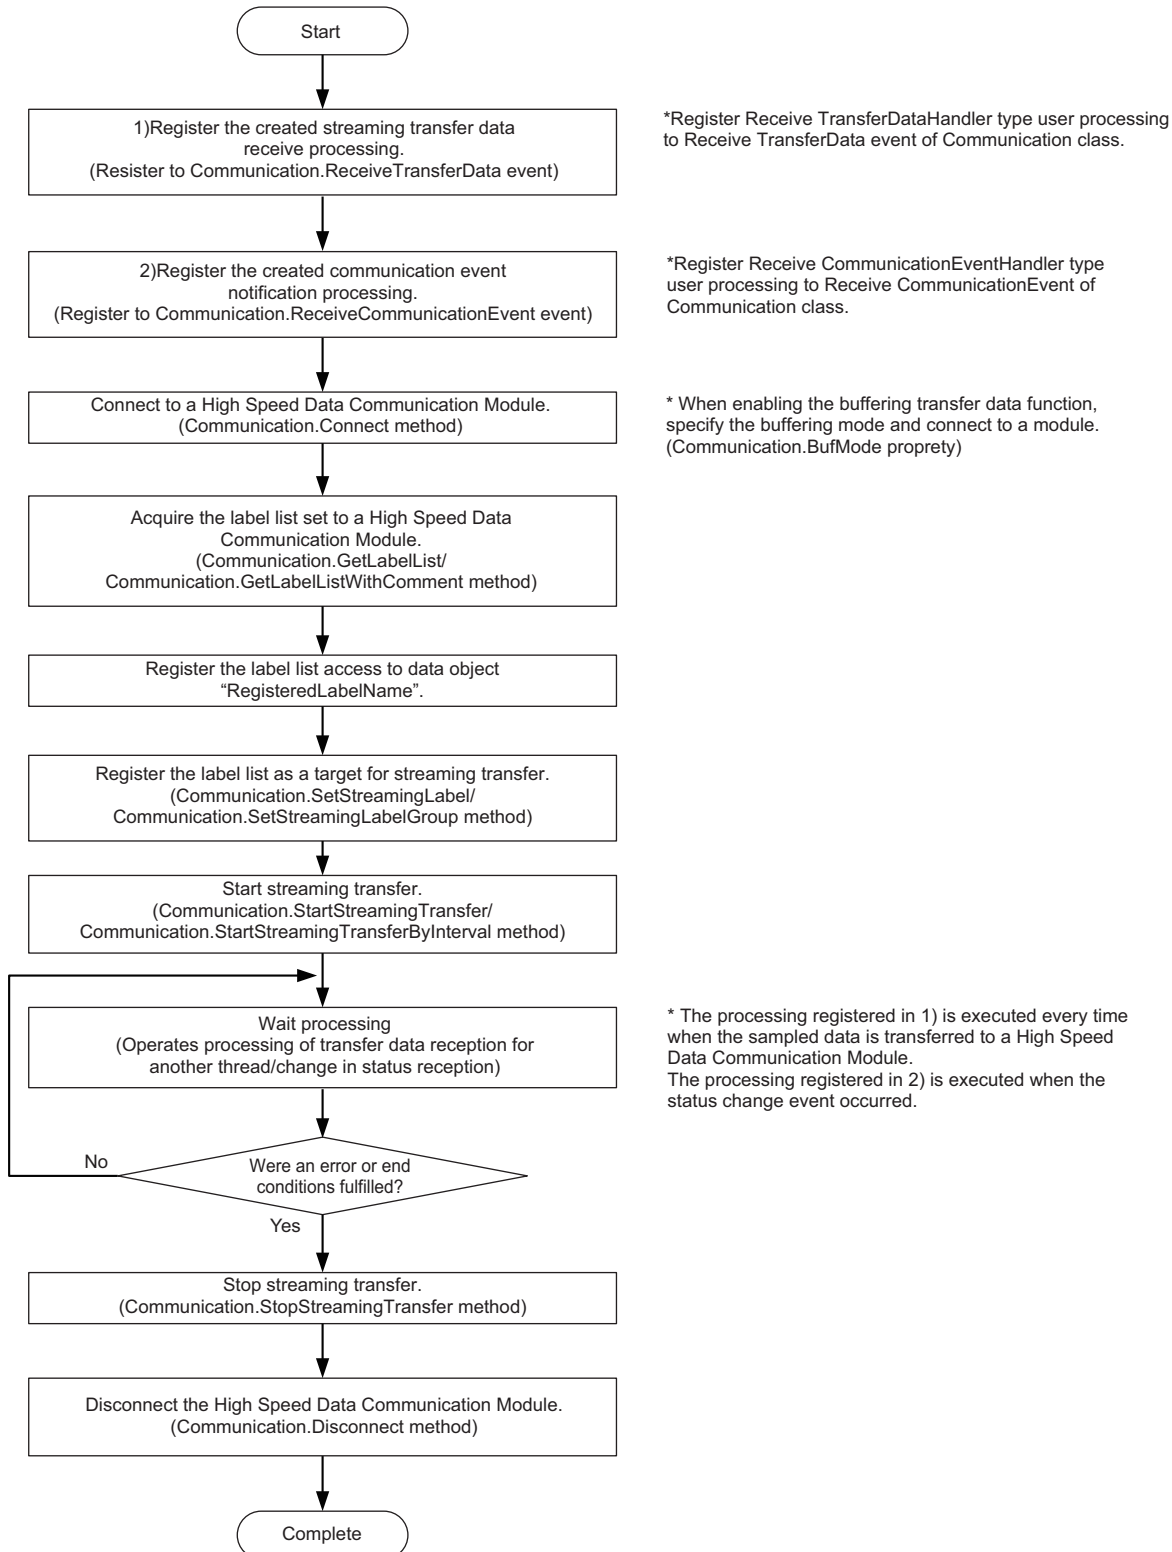 Start
1)Register the created streaming transfer data
receive processing.
(Resister to Communication.ReceiveTransferData event)
*Register Receive TransferDataHandler type user processing
to Receive TransferData event of Communication class.
2)Register the created communication event
notification processing.
(Register to Communication.ReceiveCommunicationEvent event)
*Register Receive CommunicationEventHandler type
user processing to Receive CommunicationEvent of
Communication class.
Connect to a High Speed Data Communication Module.
(Communication.Connect method)
* When enabling the buffering transfer data function,
specify the buffering mode and connect to a module.
(Communication.BufMode proprety)
Acquire the label list set to a High Speed Data
Communication Module.
(Communication.GetLabelList/
Communication.GetLabelListWithComment method)
Register the label list access to data object
“RegisteredLabelName”.
Register the label list as a target for streaming transfer.
(Communication.SetStreamingLabel/
Communication.SetStreamingLabelGroup method)
Start streaming transfer.
(Communication.StartStreamingTransfer/
Communication.StartStreamingTransferByInterval method)
Wait processing
(Operates processing of transfer data reception for
another thread/change in status reception)
* The processing registered in 1) is executed every time
when the sampled data is transferred to a High Speed
Data Communication Module.
The processing registered in 2) is executed when the
status change event occurred.
No
Were an error or end
conditions fulfilled?
Yes
Stop streaming transfer.
(Communication.StopStreamingTransfer method)
Disconnect the High Speed Data Communication Module.
(Communication.Disconnect method)
Complete